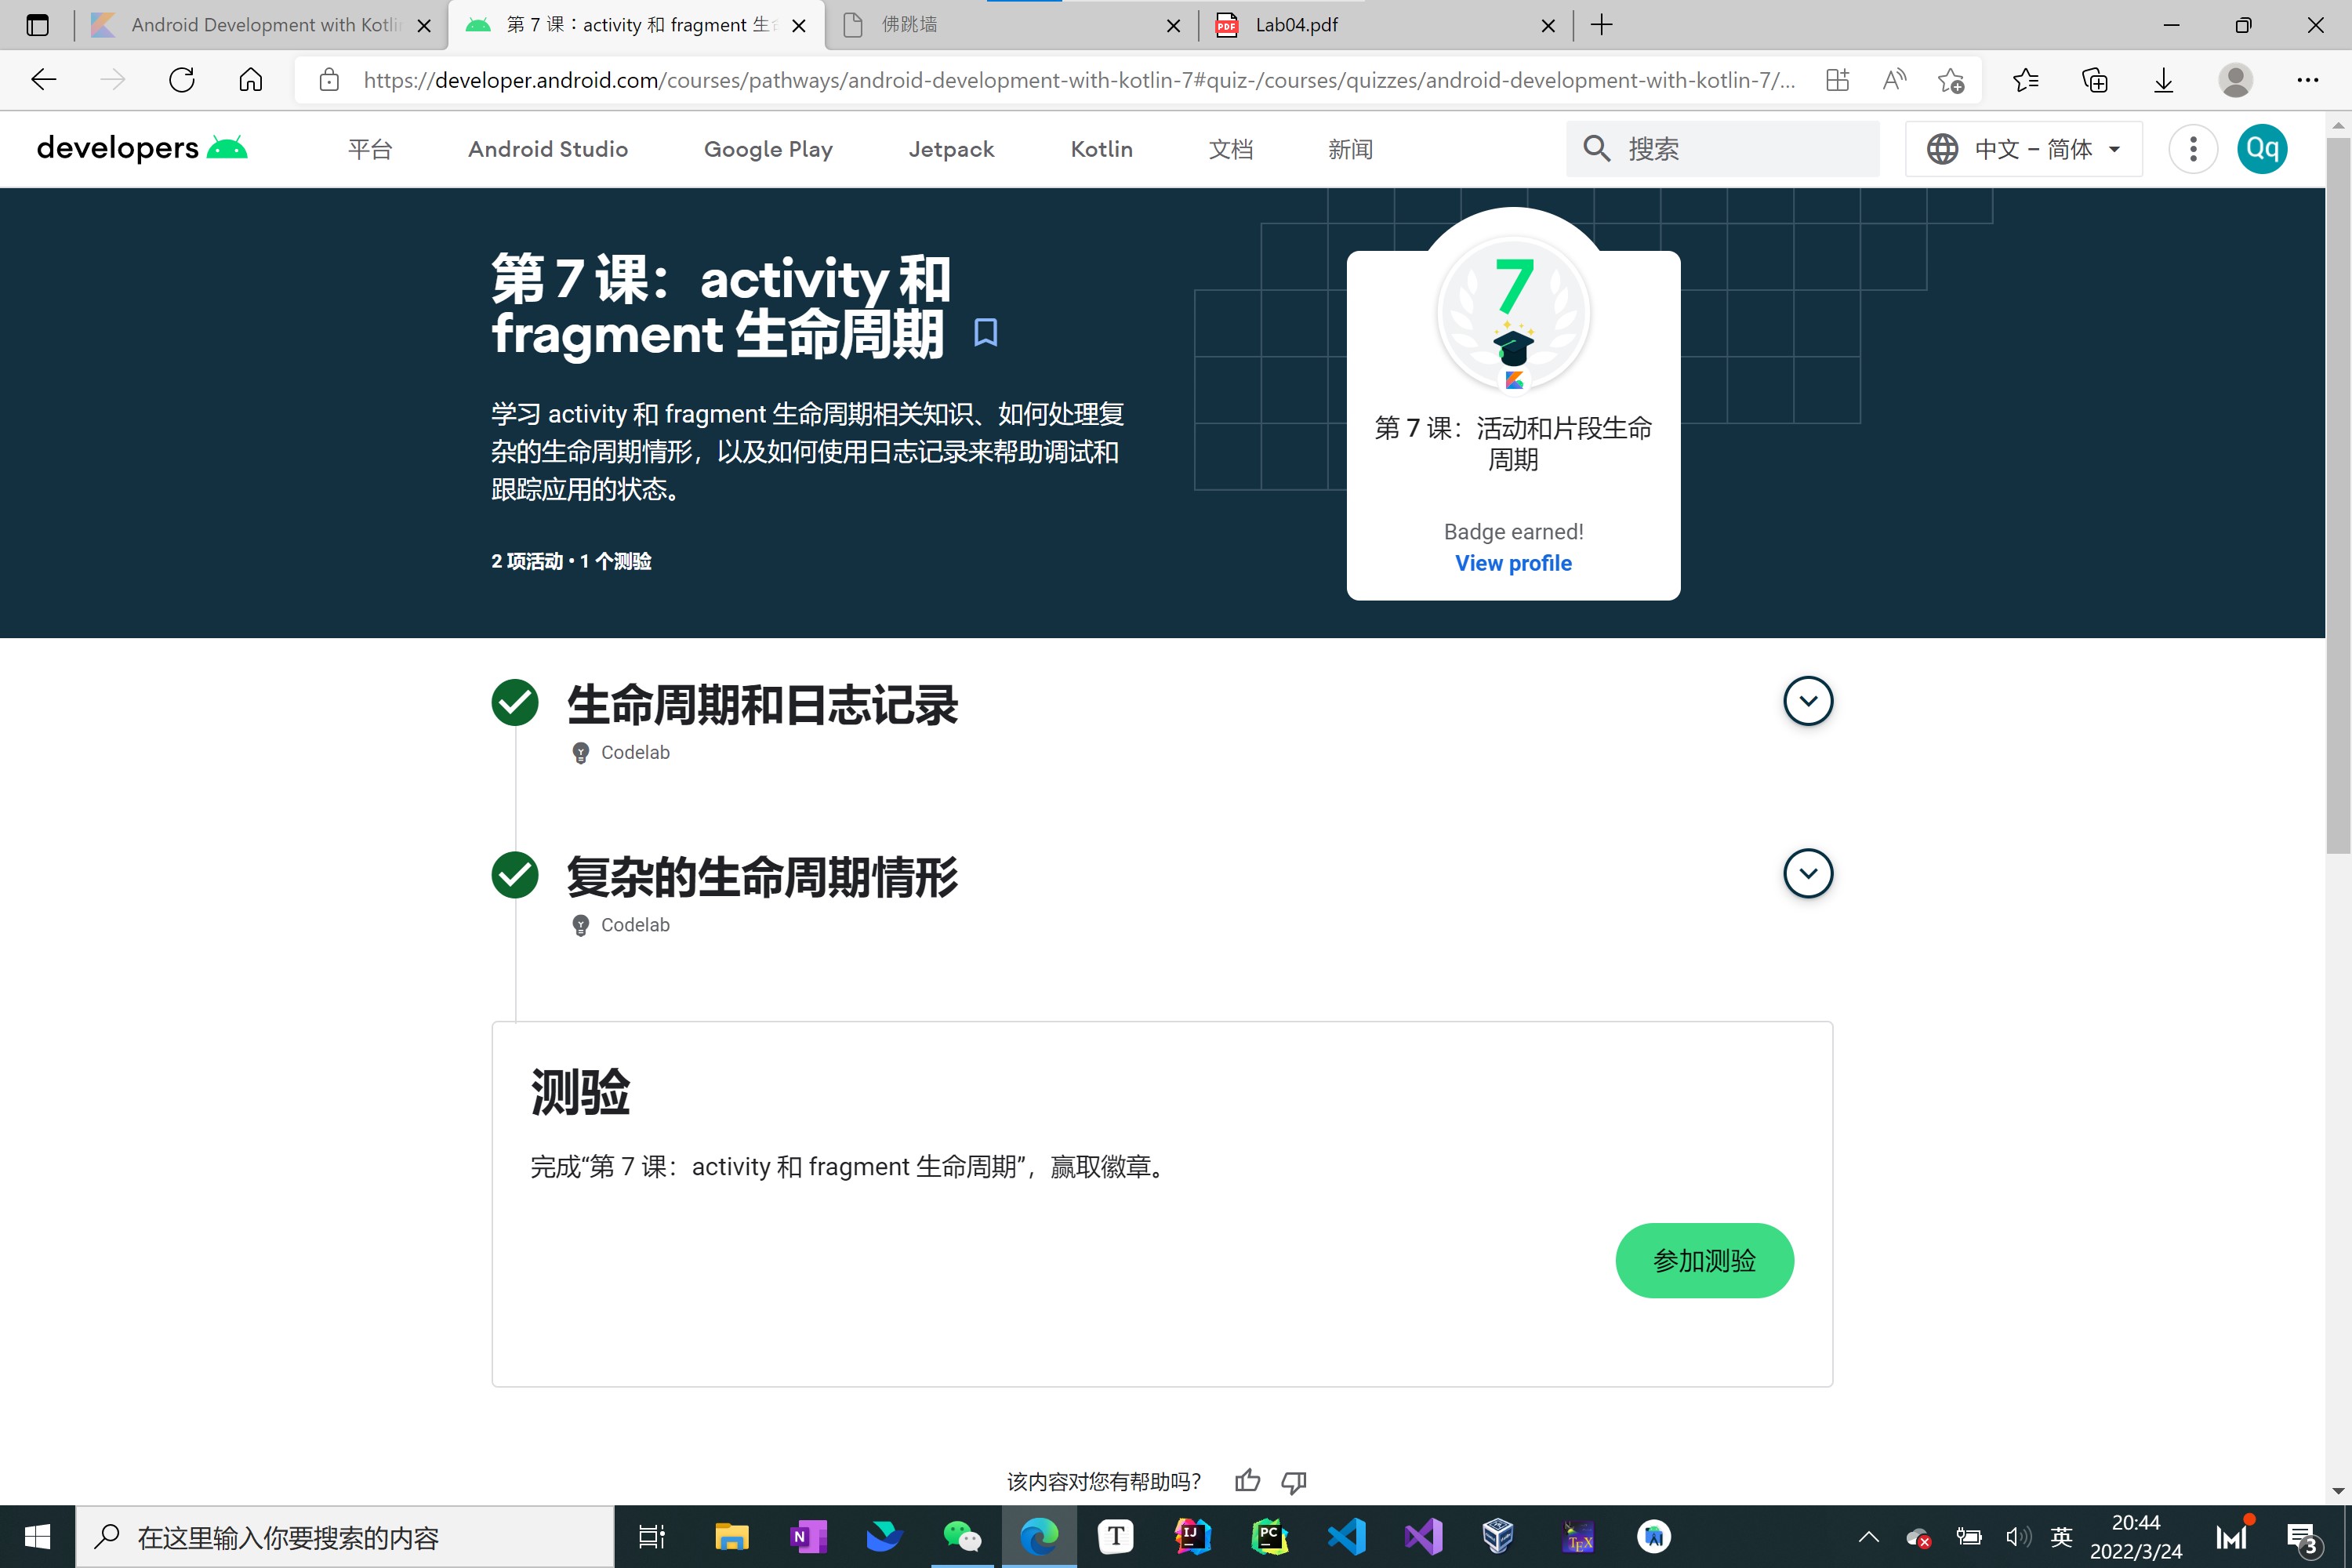 Android Development with Kotli
第 7 课：activity 和 fragment 生
佛跳墙
Lab04.pdf
https://developer.android.com/courses/pathways/android-development-with-kotlin-7#quiz-/courses/quizzes/android-development-with-kotlin-7/...
developers
平台
Android Studio
Google Play
Jetpack
Kotlin
文档
新闻
搜索
中文 – 简体
Qq
第 7 课：activity 和
fragment 生命周期
学习 activity 和 fragment 生命周期相关知识、如何处理复
杂的生命周期情形，以及如何使用日志记录来帮助调试和
跟踪应用的状态。
2 项活动 • 1 个测验
7
第 7 课：活动和片段生命
周期
Badge earned!
View profile
生命周期和日志记录
Codelab
复杂的生命周期情形
Codelab
测验
完成“第 7 课：activity 和 fragment 生命周期”，赢取徽章。
参加测验
该内容对您有帮助吗？
在这里输入你要搜索的内容
英
20:44
2022/3/24
3